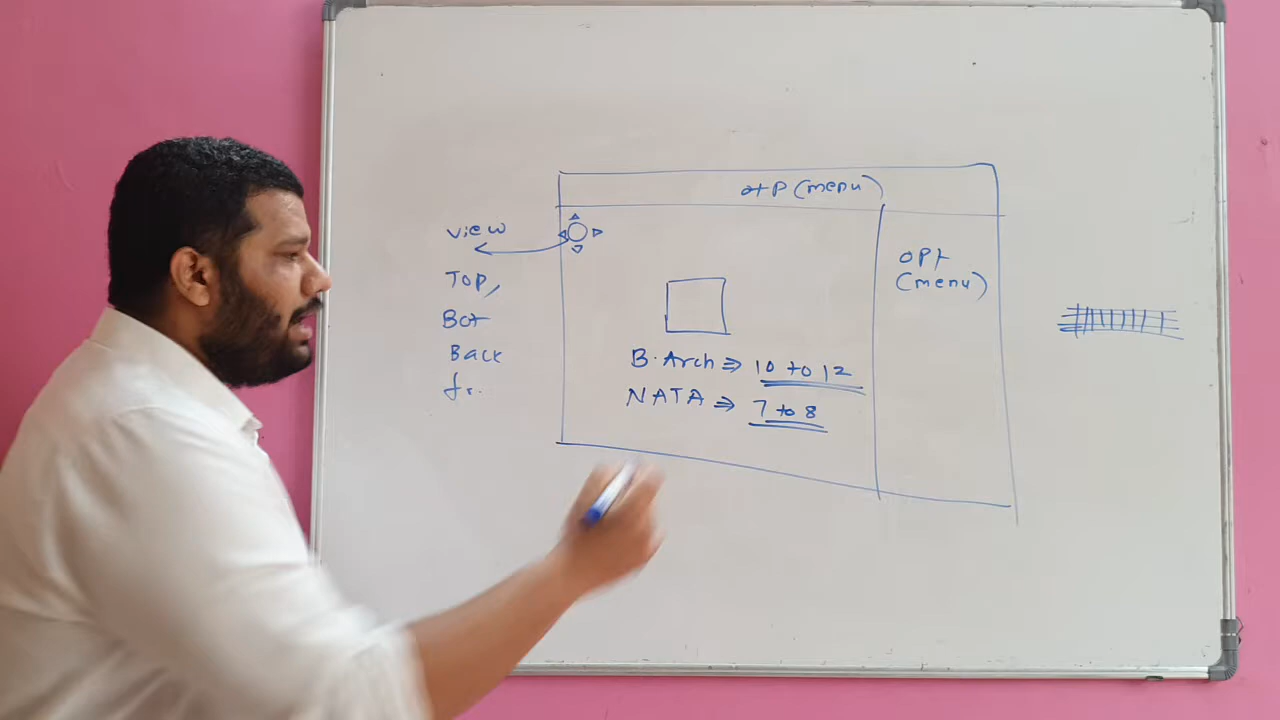 otp (menu)
view
Top,
Bot
Back
fr.
opt
(menu)
B.Arch ⇒ 10 to 12
NATA ⇒ 7 to 8